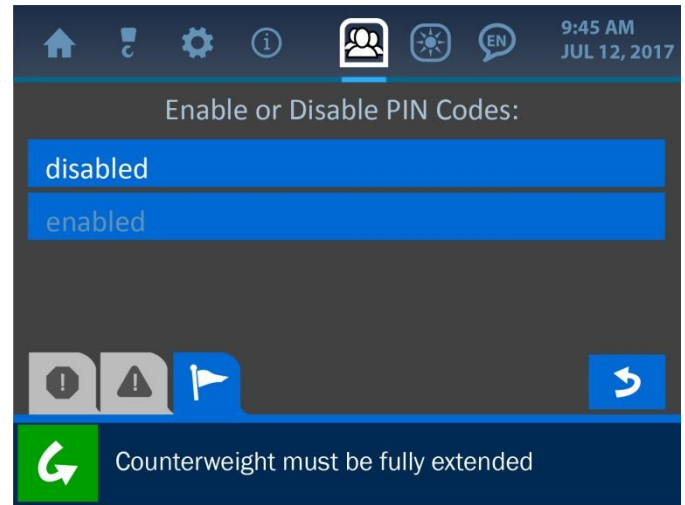 EN
9:45 AM
JUL 12, 2017
Enable or Disable PIN Codes:
disabled
enabled
Counterweight must be fully extended